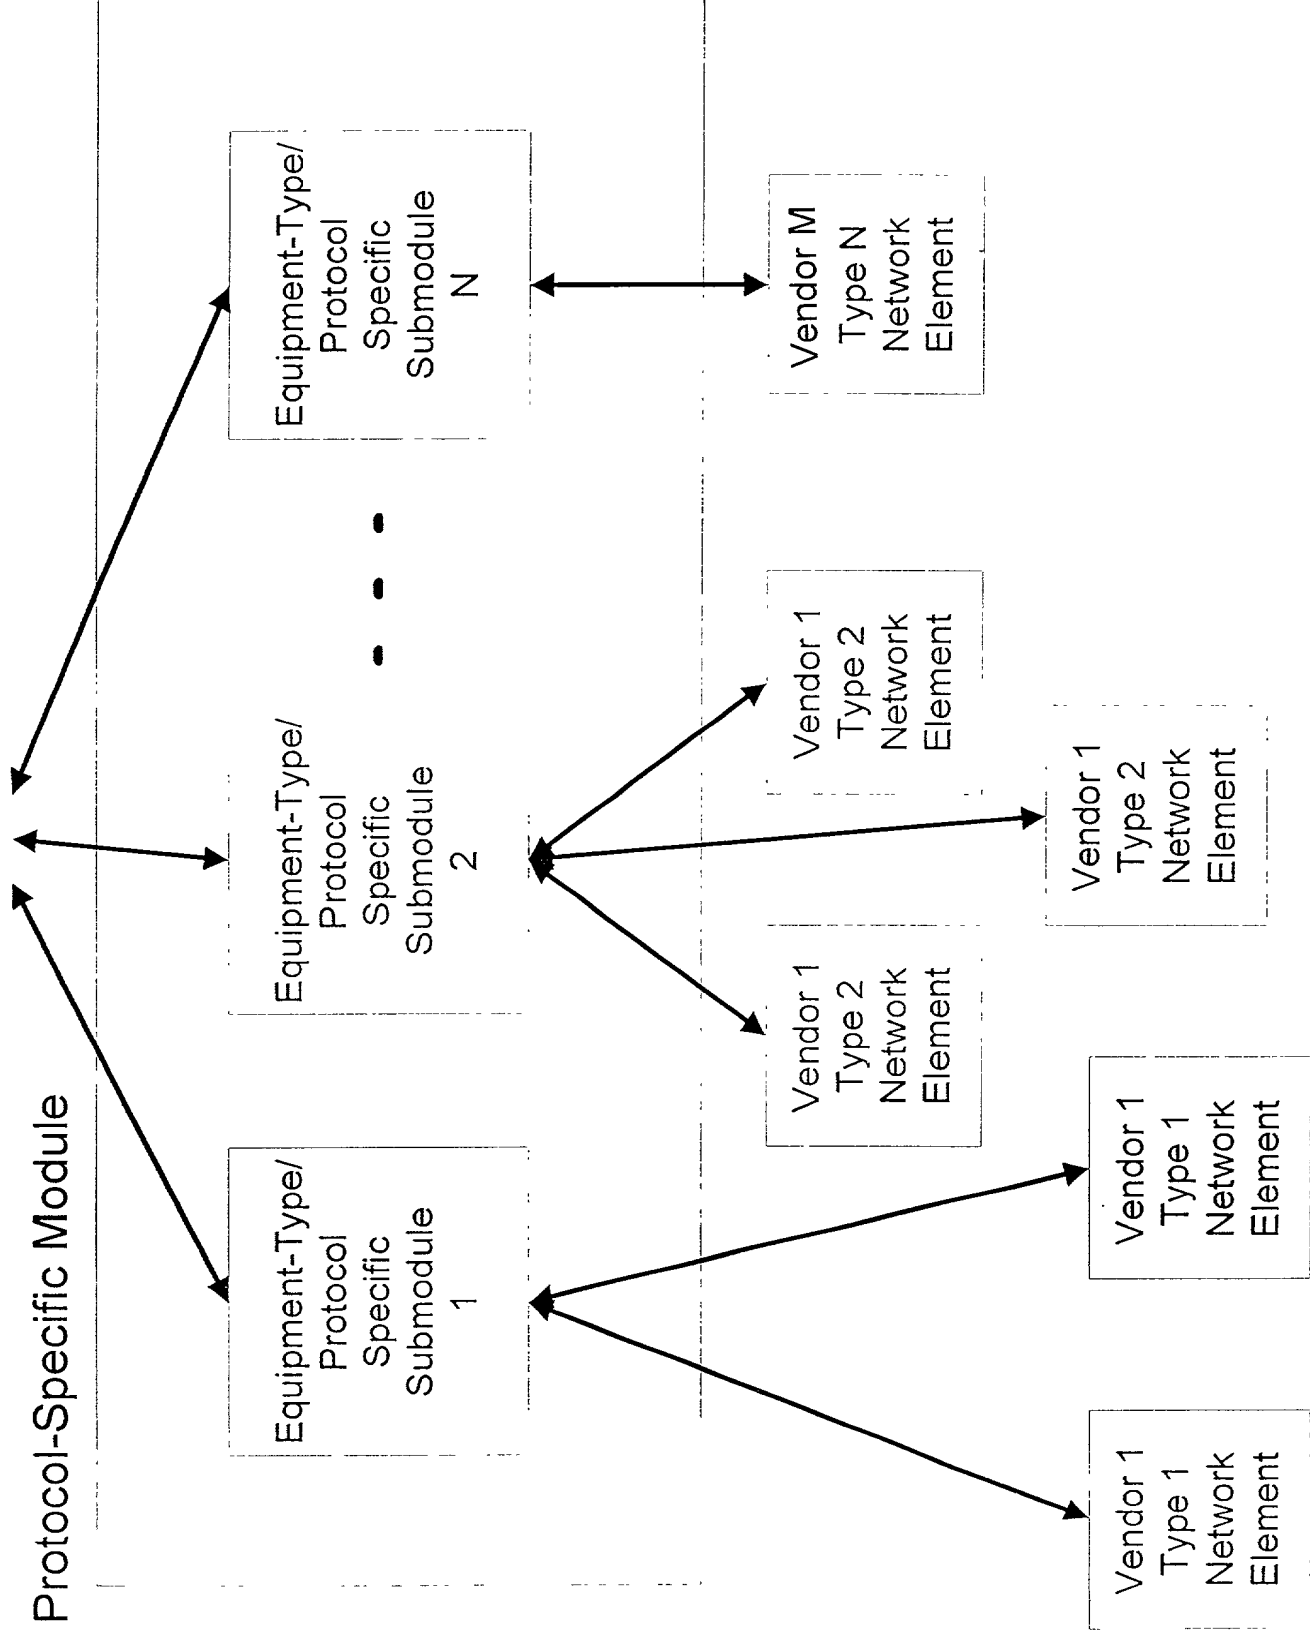 Protocol-Specific Module
Equipment-Type/
Protocol
Specific
Submodule
1
Equipment-Type/
Protocol
Specific
Submodule
2
Equipment-Type/
Protocol
Specific
Submodule
N
Vendor 1
Type 2
Network
Element
Vendor 1
Type 2
Network
Element
Vendor M
Type N
Network
Element
Vendor 1
Type 2
Network
Element
Vendor 1
Type 1
Network
Element
Vendor 1
Type 1
Network
Element